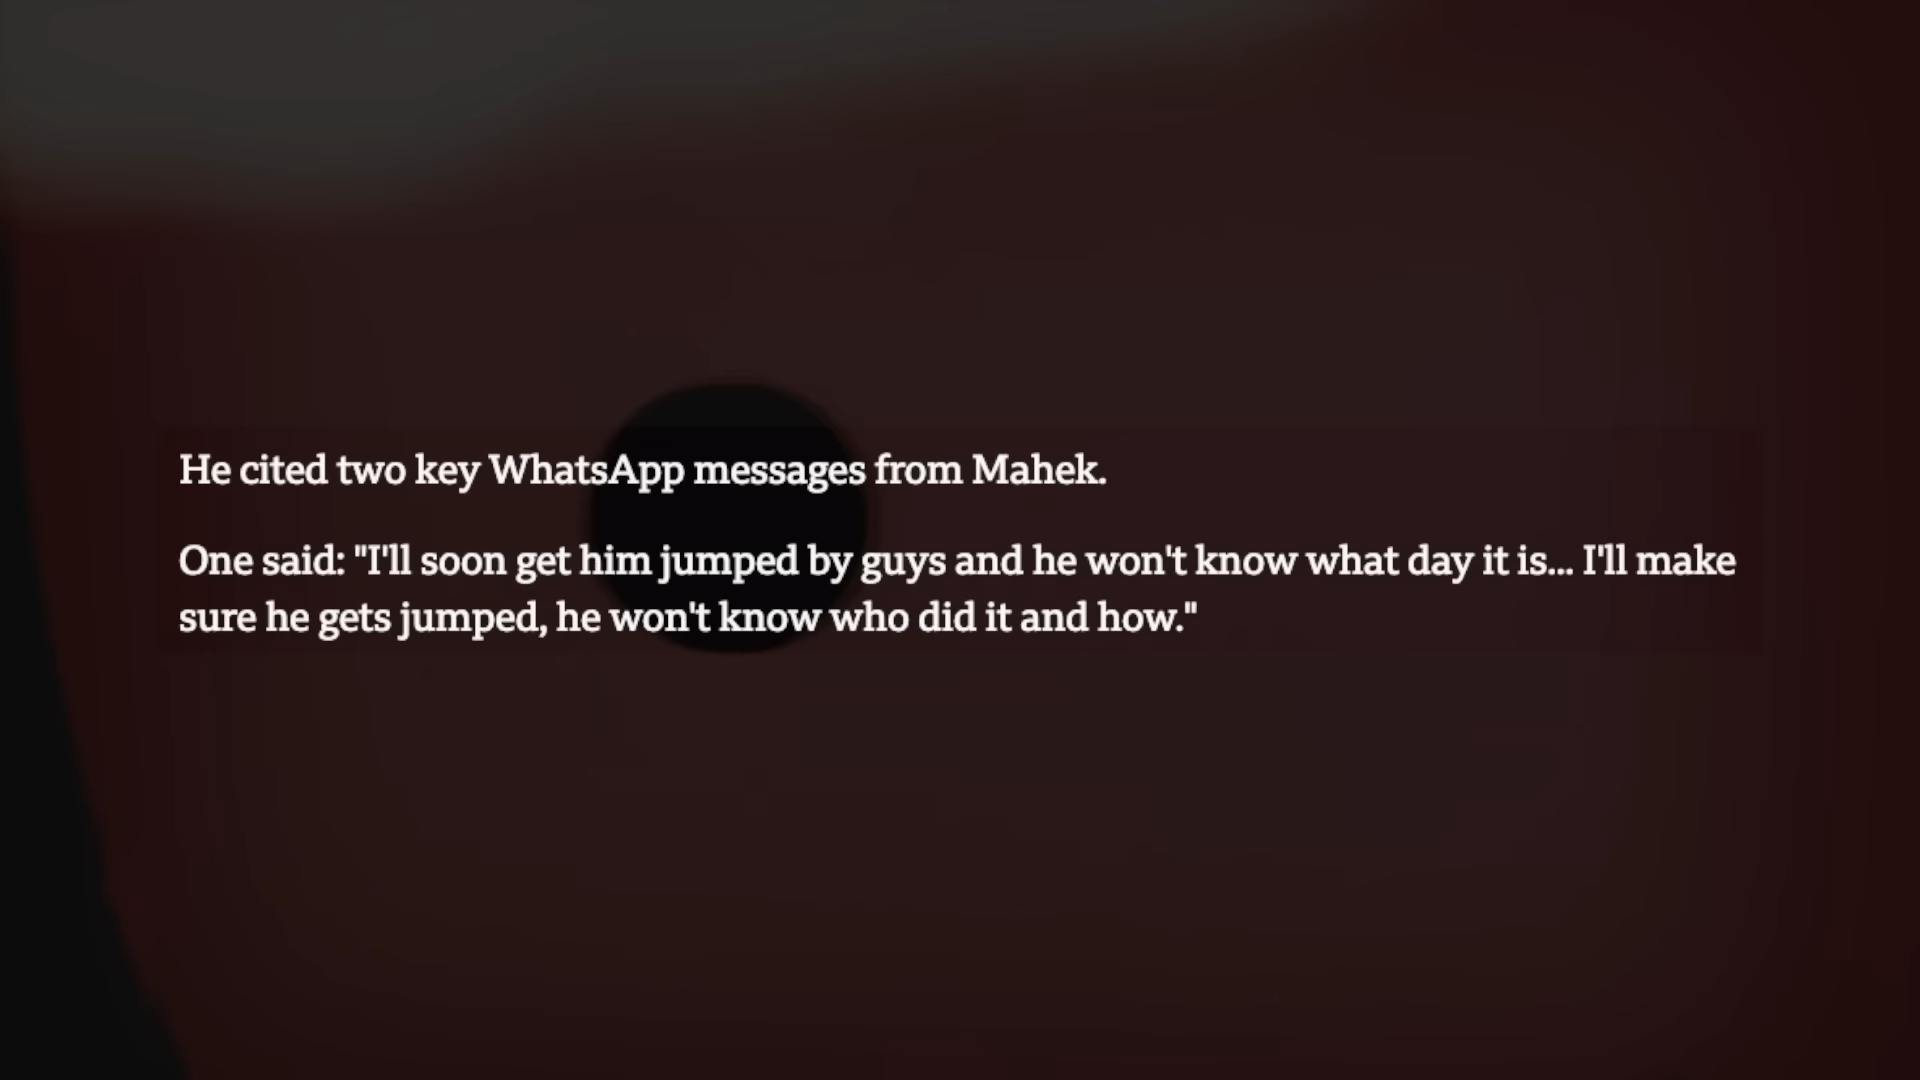 He cited two key WhatsApp messages from Mahek.
One said: "I'll soon get him jumped by guys and he won't know what day it is... I'll make
sure he gets jumped, he won't know who did it and how."